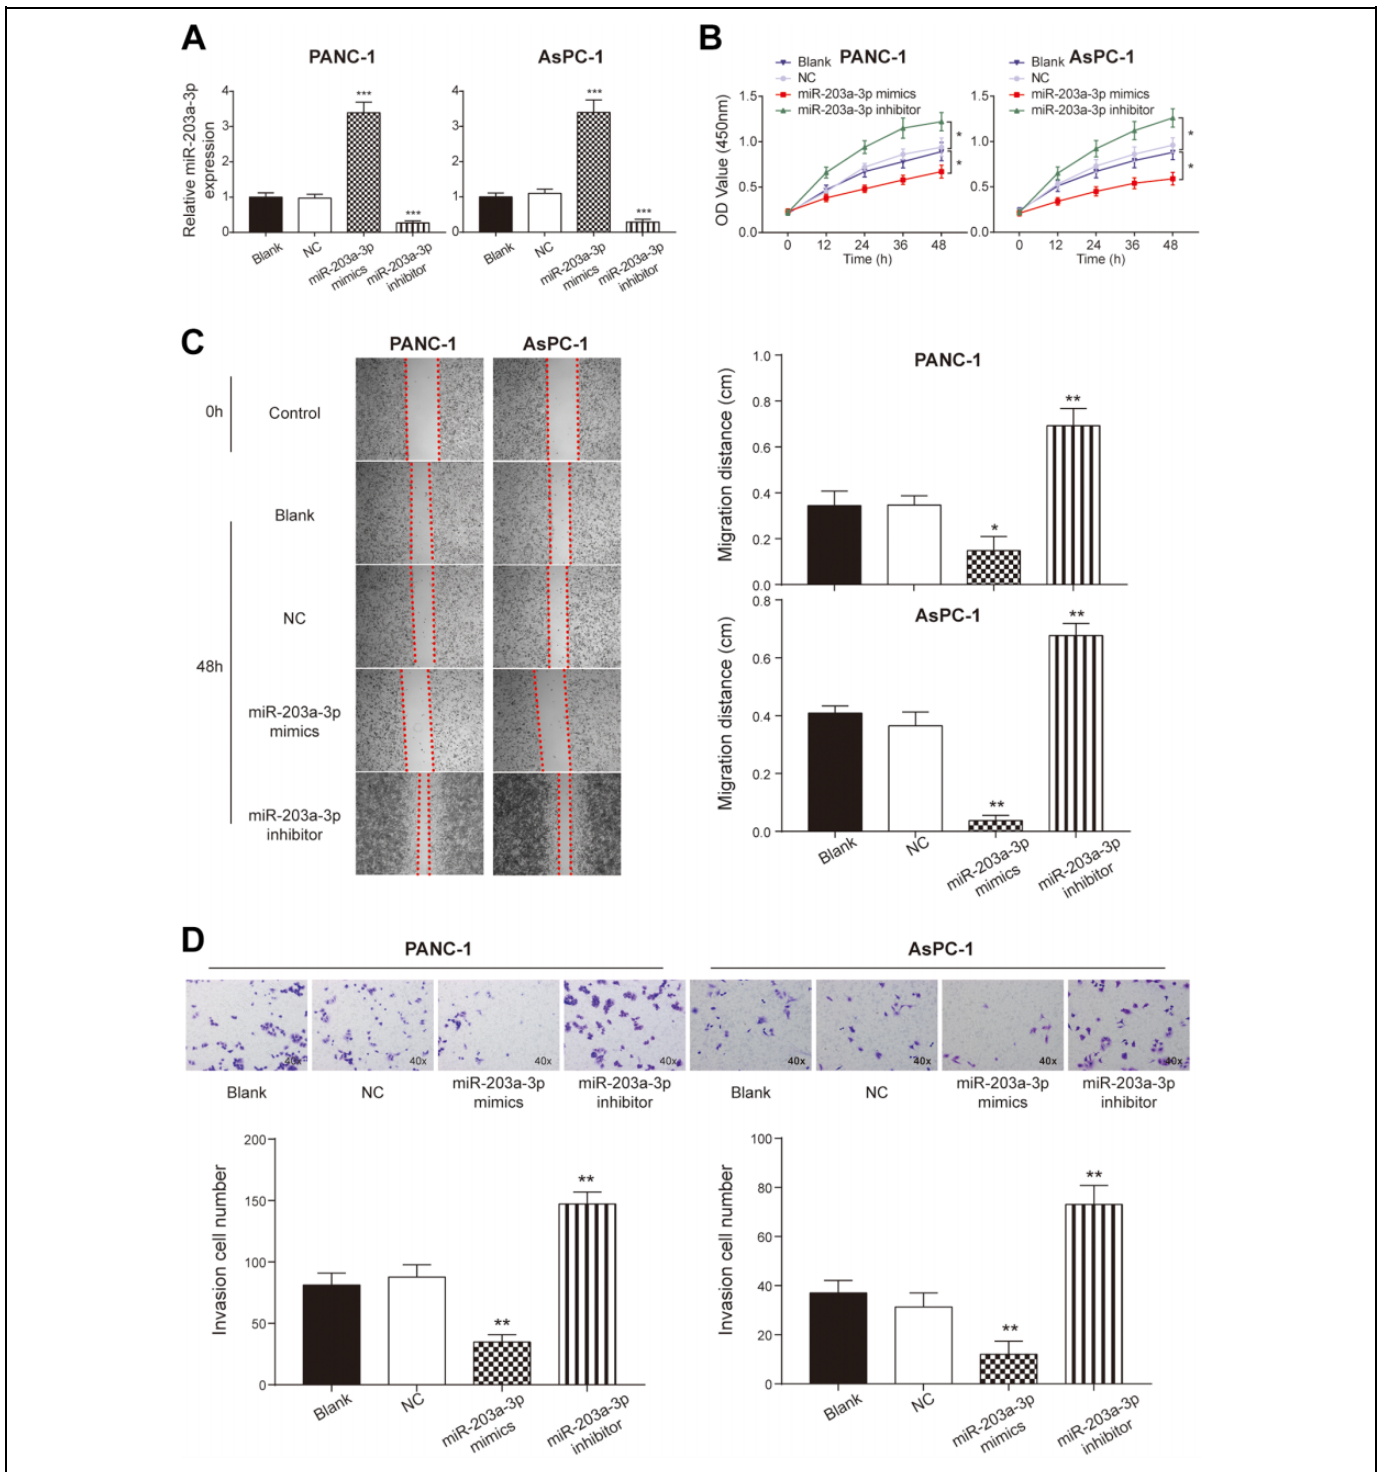 A
PANC-1
AsPC-1
Relative miR-203a-3p
expression
4
3
2
1
0
***
***
Blank
NC
miR-203a-3p
mimics
miR-203a-3p
inhibitor
4
3
2
1
0
***
***
Blank
NC
miR-203a-3p
mimics
miR-203a-3p
inhibitor
B
PANC-1
Blank
NC
miR-203a-3p mimics
miR-203a-3p inhibitor
OD Value (450nm)
1.5
1.0
0.5
0.0
*
*
0 12 24 36 48
Time (h)
AsPC-1
Blank
NC
miR-203a-3p mimics
miR-203a-3p inhibitor
1.5
1.0
0.5
0.0
*
*
0 12 24 36 48
Time (h)
C
PANC-1
AsPC-1
0h
Control
48h
Blank
NC
miR-203a-3p
mimics
miR-203a-3p
inhibitor
PANC-1
Migration distance (cm)
1.0
0.8
0.6
0.4
0.2
0.0
*
**
AsPC-1
Migration distance (cm)
0.8
0.6
0.4
0.2
0.0
**
**
Blank
NC
miR-203a-3p
mimics
miR-203a-3p
inhibitor
D
PANC-1
AsPC-1
40x 40x 40x 40x 40x 40x 40x 40x
Blank
NC
miR-203a-3p
mimics
miR-203a-3p
inhibitor
Blank
NC
miR-203a-3p
mimics
miR-203a-3p
inhibitor
Invasion cell number
200
150
100
50
0
**
**
Blank
NC
miR-203a-3p
mimics
miR-203a-3p
inhibitor
Invasion cell number
100
80
60
40
20
0
**
**
Blank
NC
miR-203a-3p
mimics
miR-203a-3p
inhibitor